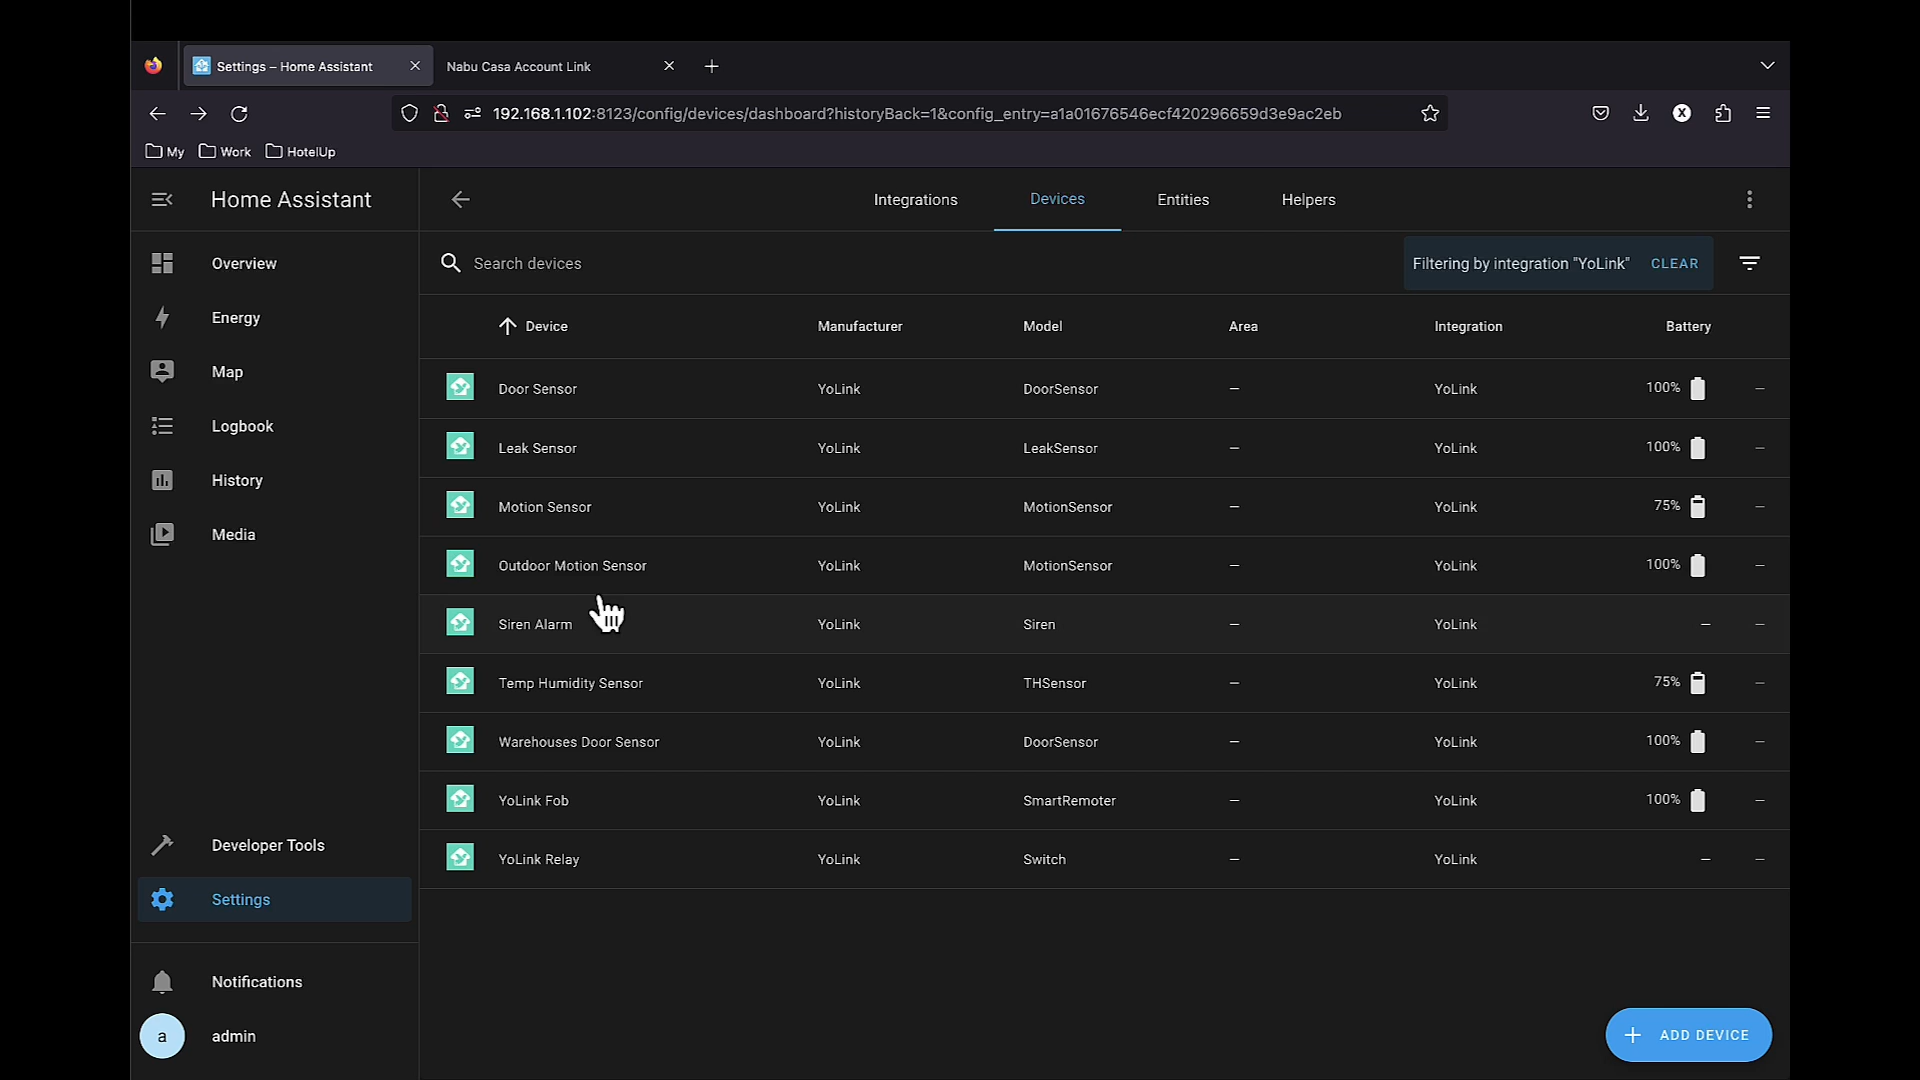 Settings – Home Assistant
Nabu Casa Account Link
192.168.1.102:8123/config/devices/dashboard?historyBack=1&config_entry=a1a01676546ecf420296659d3e9ac2eb
X
My Work HotelUp
Home Assistant
Integrations Devices Entities Helpers
Overview
Energy
Map
Logbook
History
Media
Developer Tools
Settings
Notifications
a admin
Search devices
Filtering by integration "YoLink" CLEAR
Device Manufacturer Model Area Integration Battery
Door Sensor YoLink DoorSensor – YoLink 100% –
Leak Sensor YoLink LeakSensor – YoLink 100% –
Motion Sensor YoLink MotionSensor – YoLink 75% –
Outdoor Motion Sensor YoLink MotionSensor – YoLink 100% –
Siren Alarm YoLink Siren – YoLink – –
Temp Humidity Sensor YoLink THSensor – YoLink 75% –
Warehouses Door Sensor YoLink DoorSensor – YoLink 100% –
YoLink Fob YoLink SmartRemoter – YoLink 100% –
YoLink Relay YoLink Switch – YoLink – –
ADD DEVICE